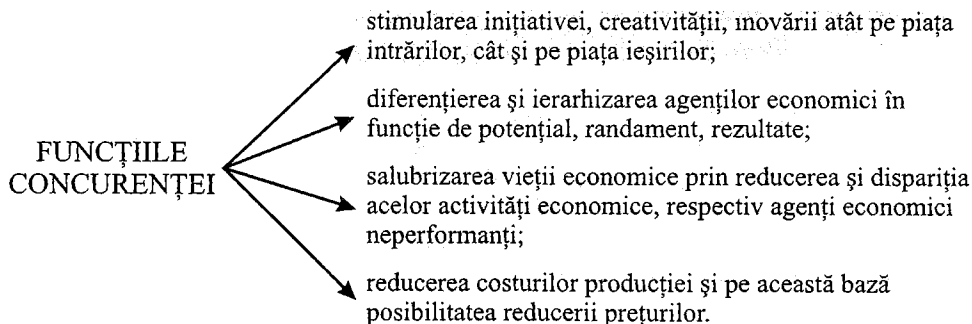 stimularea inițiativei, creativității, inovării atât pe piața
intrărilor, cât și pe piața ieșirilor;
diferențierea și ierarhizarea agenților economici în
funcție de potențial, randament, rezultate;
FUNCȚIILE
CONCURENȚEI
salubrizarea vieții economice prin reducerea și dispariția
acelor activități economice, respectiv agenți economici
neperformanți;
reducerea costurilor producției și pe această bază
posibilitatea reducerii prețurilor.